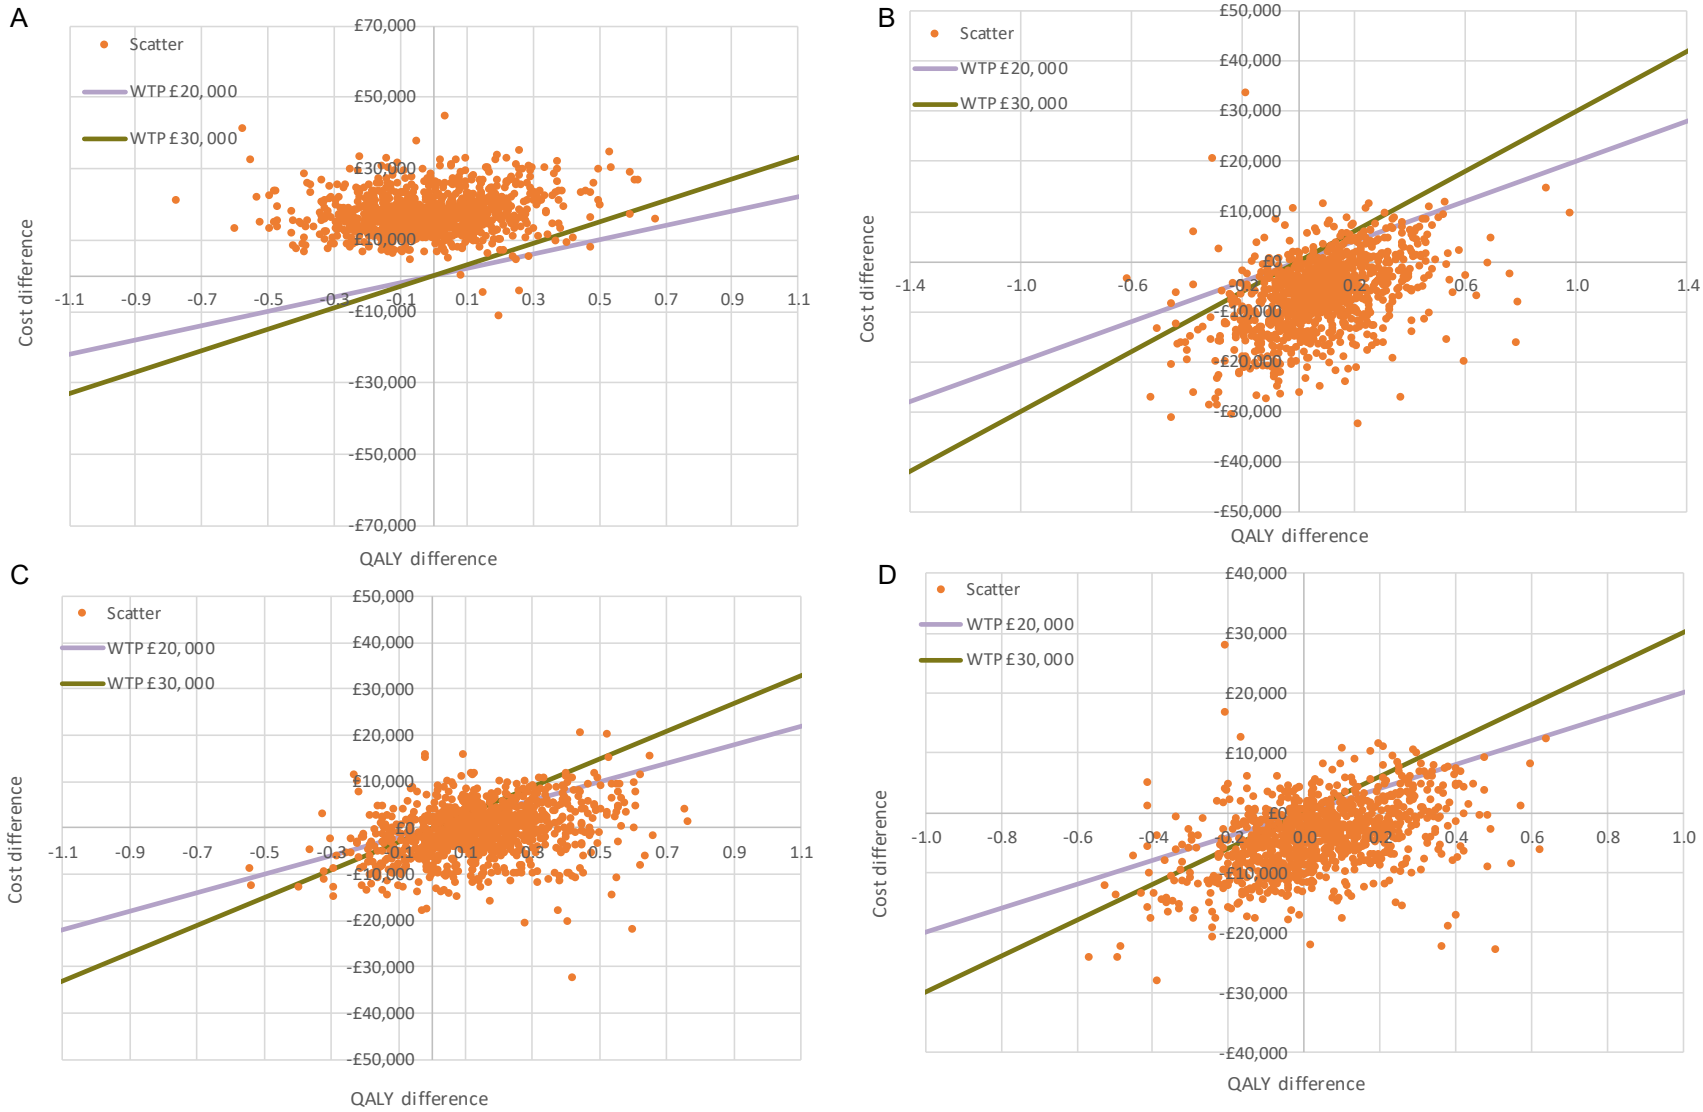 A
£70,000
£50,000
£30,000
£10,000
-£10,000
-£30,000
-£50,000
-£70,000
-1.1 -0.9 -0.7 -0.5 -0.3 -0.1 0.1 0.3 0.5 0.7 0.9 1.1
Scatter
WTP £20,000
WTP £30,000
Cost difference
QALY difference
B
£50,000
£40,000
£30,000
£20,000
£10,000
£0
-£10,000
-£20,000
-£30,000
-£40,000
-£50,000
-1.4 -1.0 -0.6 -0.2 0.2 0.6 1.0 1.4
Scatter
WTP £20,000
WTP £30,000
Cost difference
QALY difference
C
£50,000
£40,000
£30,000
£20,000
£10,000
£0
-£10,000
-£20,000
-£30,000
-£40,000
-£50,000
-1.1 -0.9 -0.7 -0.5 -0.3 -0.1 0.1 0.3 0.5 0.7 0.9 1.1
Scatter
WTP £20,000
WTP £30,000
Cost difference
QALY difference
D
£40,000
£30,000
£20,000
£10,000
£0
-£10,000
-£20,000
-£30,000
-£40,000
-1.0 -0.8 -0.6 -0.4 -0.2 0.0 0.2 0.4 0.6 0.8 1.0
Scatter
WTP £20,000
WTP £30,000
Cost difference
QALY difference